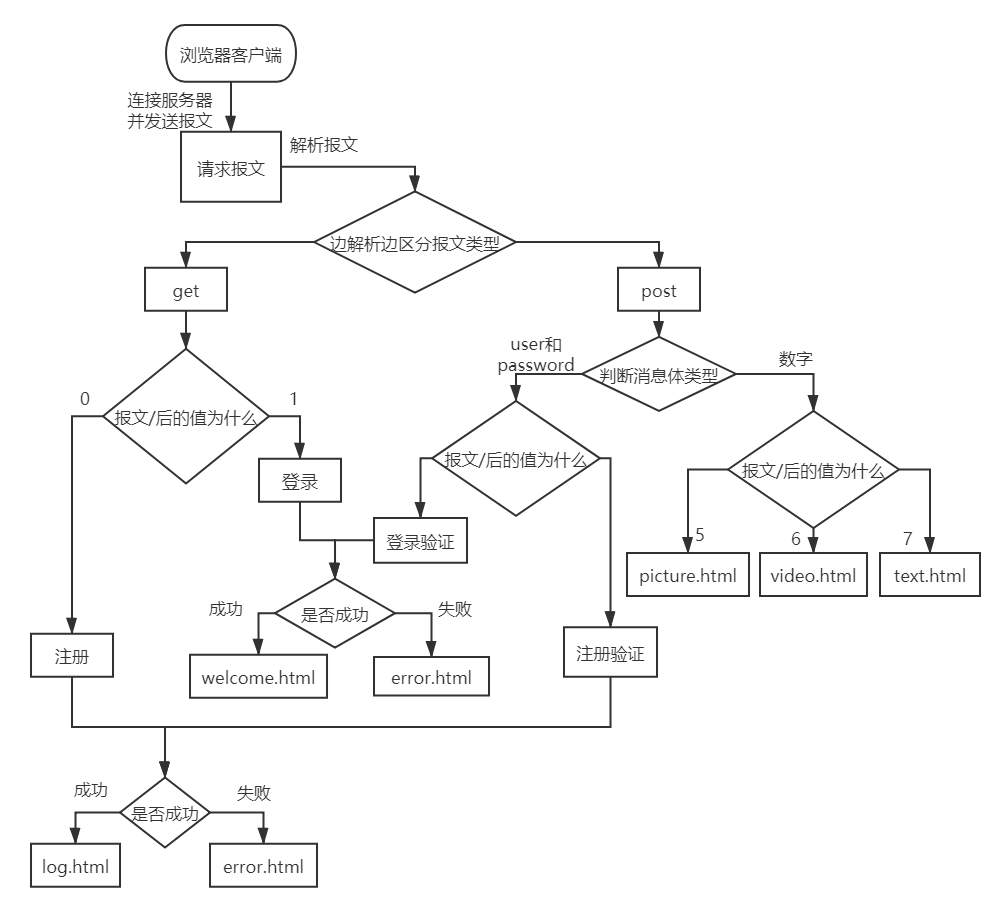 浏览器客户端
连接服务器
并发送报文
请求报文
解析报文
边解析边区分报文类型
get
post
user和
password
判断消息体类型
数字
0
报文/后的值为什么
1
报文/后的值为什么
报文/后的值为什么
登录
登录验证
5
6
7
picture.html
video.html
text.html
成功
是否成功
失败
注册
welcome.html
error.html
注册验证
成功
是否成功
失败
log.html
error.html